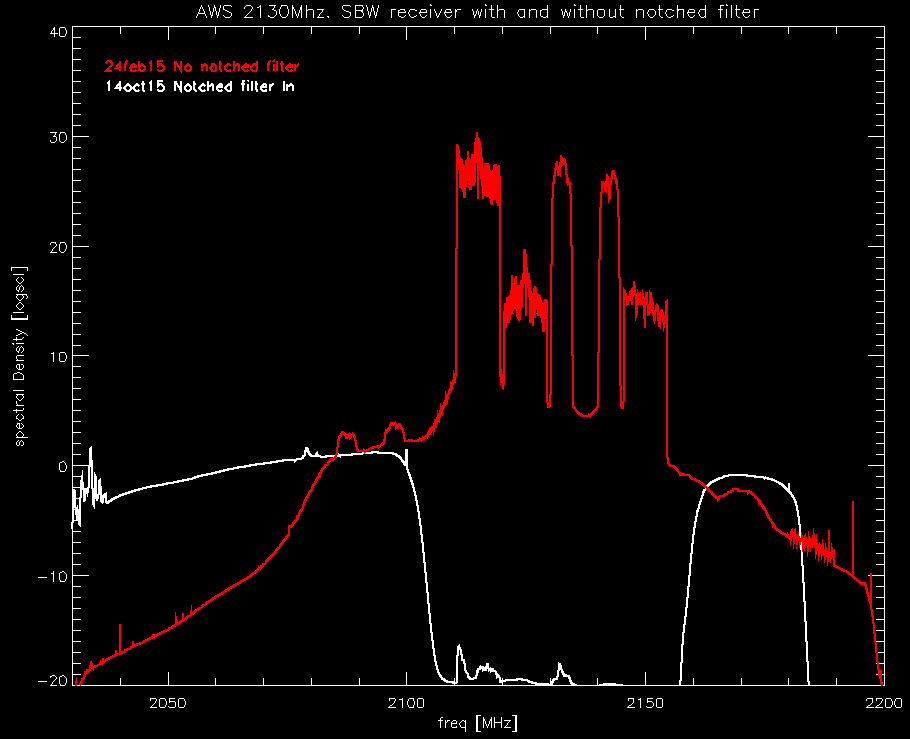 AWS 2130Mhz. SBW receiver with and without notched filter
40
24feb15 No notched filter
14oct15 Notched filter In
30
20
10
0
-10
-20
spectral Density [logscl]
2050 2100 2150 2200
freq [MHz]